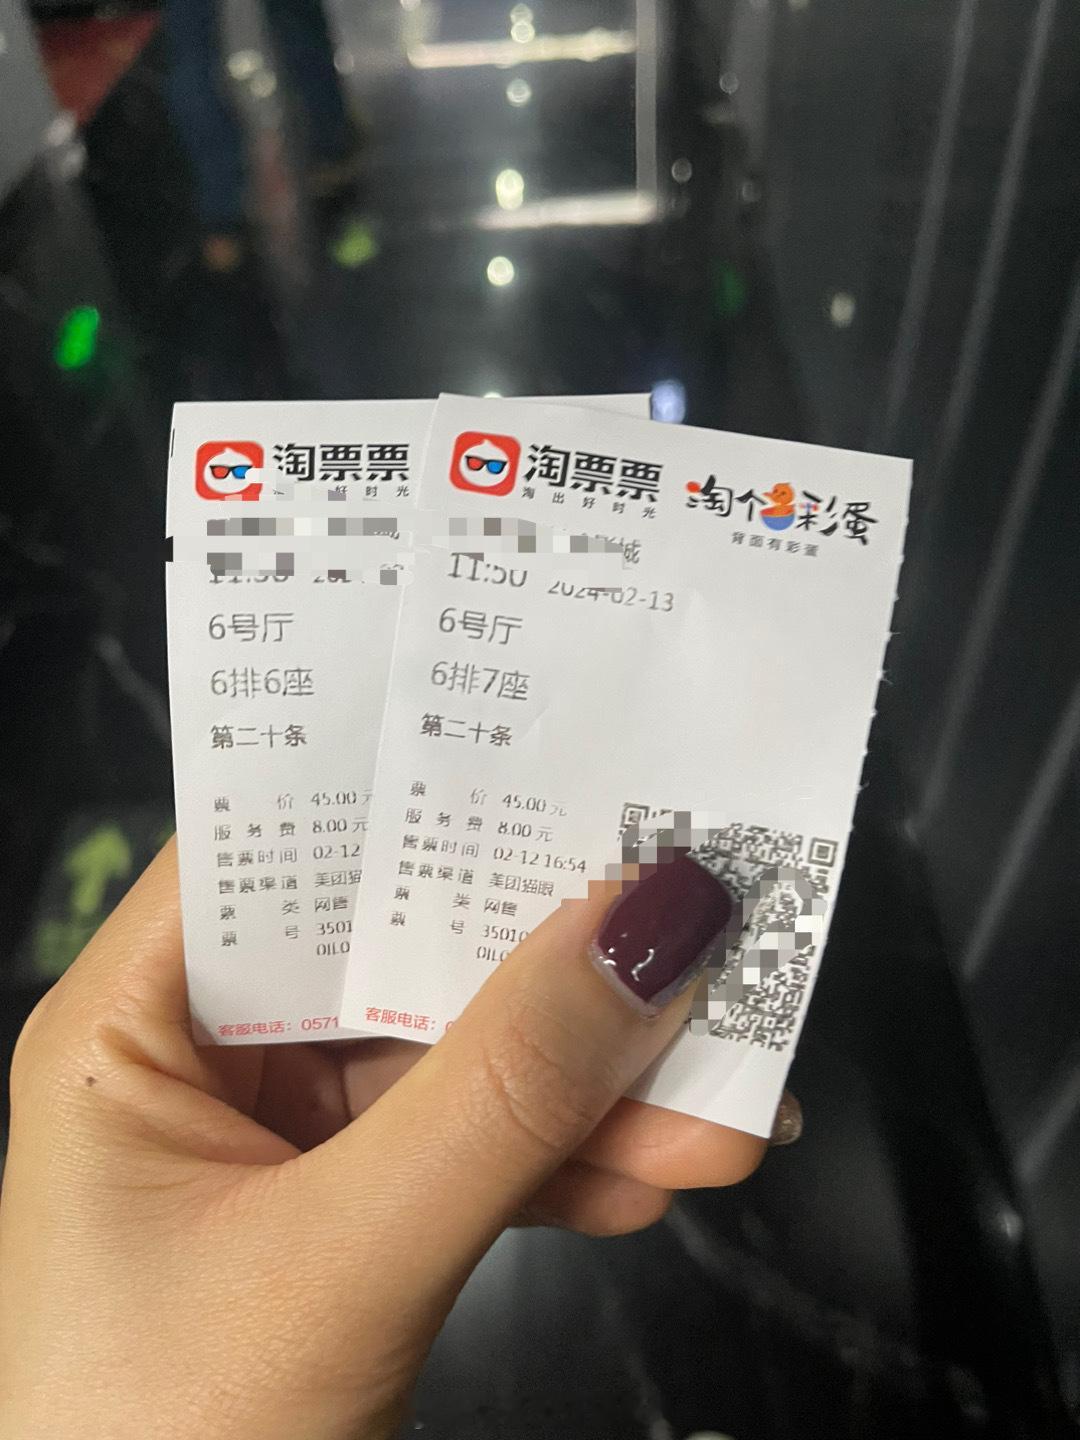 淘票票
好时光
6号厅
6排6座
第二十条
票 价 45.00元
服务费 8.00元
售票时间 02-12
售票渠道 美团猫
票 类 网售
票 号 3501
客服电话：0571
淘票票
淘出好时光
淘个彩蛋
背面有彩蛋
影城
11:50 2024-02-13
6号厅
6排7座
第二十条
票 价 45.00元
服务费 8.00元
售票时间 02-12 16:54
售票渠道 美团猫眼
票 类 网售
票 号 35010
客服电话：